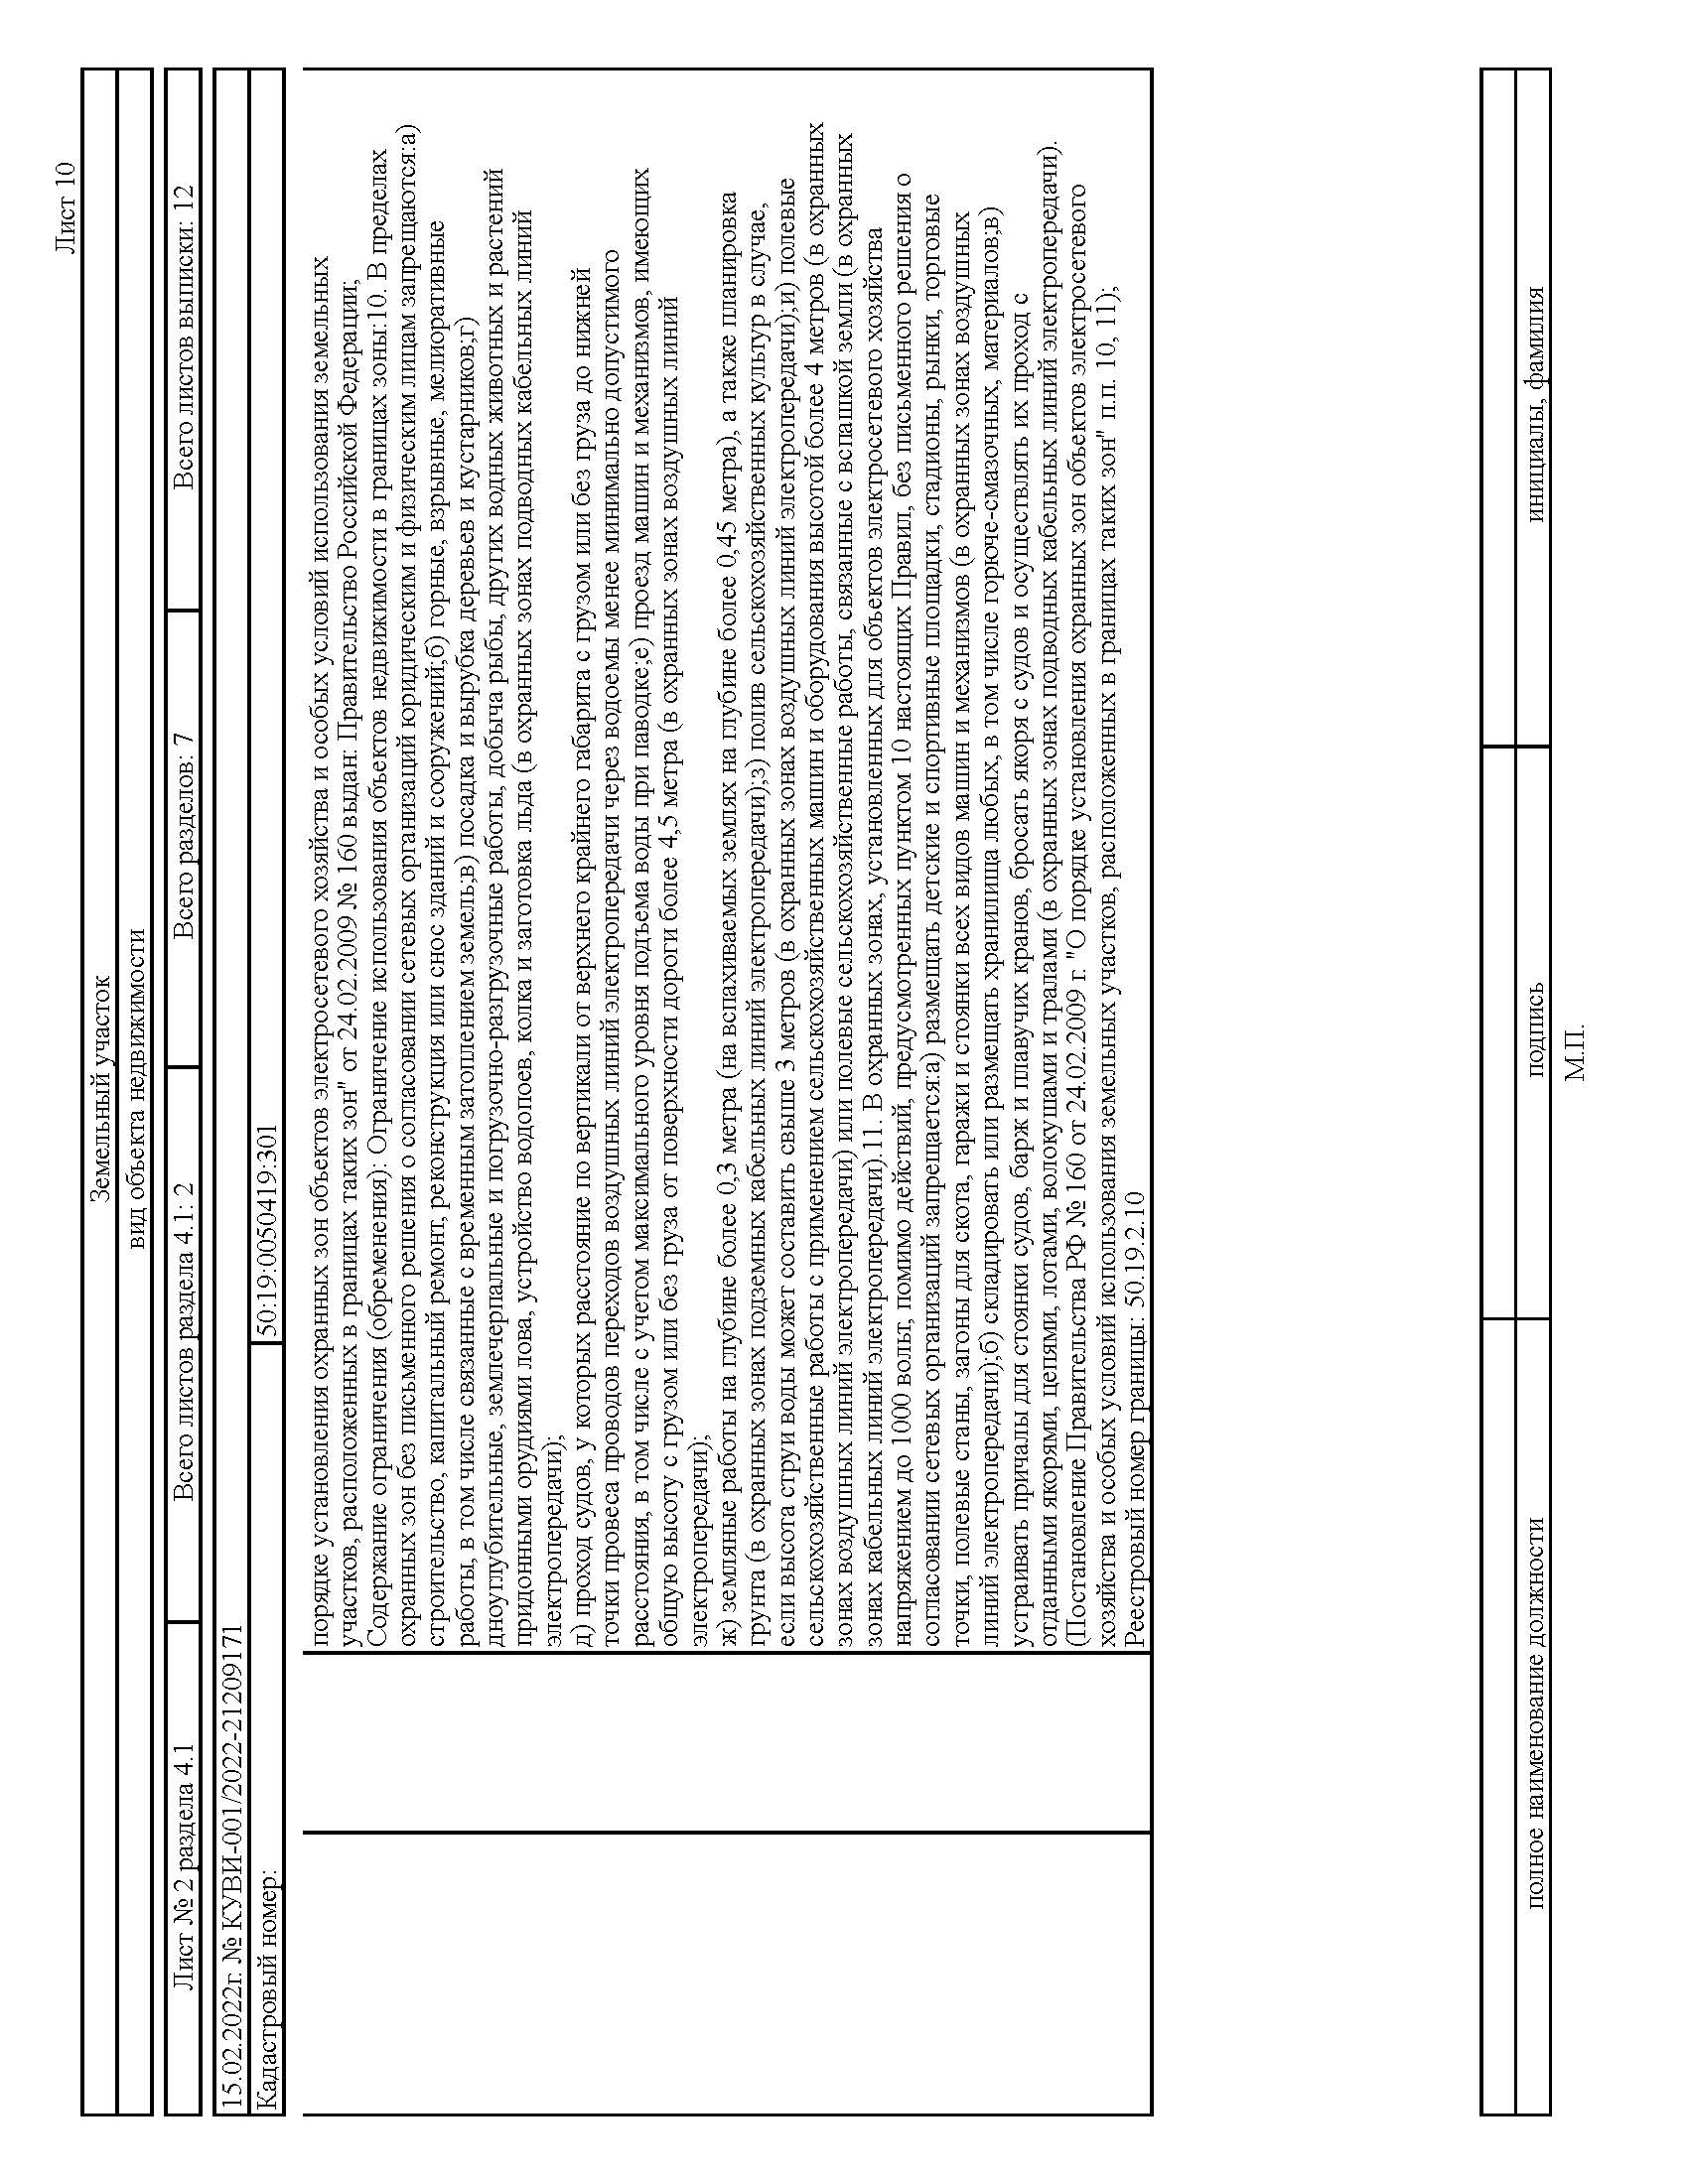 Лист 10
Земельный участок
вид объекта недвижимости
Лист № 2 раздела 4.1
Всего листов раздела 4.1: 2
Всего разделов: 7
Всего листов выписки: 12
15.02.2022г. № КУВИ-001/2022-21209171
Кадастровый номер:
50:19:0050419:301
порядке установления охранных зон объектов электросетевого хозяйства и особых условий использования земельных
участков, расположенных в границах таких зон" от 24.02.2009 № 160 выдан: Правительство Российской Федерации;
Содержание ограничения (обременения): Ограничение использования объектов недвижимости в границах зоны:10. В пределах
охранных зон без письменного решения о согласовании сетевых организаций юридическим и физическим лицам запрещаются:а)
строительство, капитальный ремонт, реконструкция или снос зданий и сооружений;б) горные, взрывные, мелиоративные
работы, в том числе связанные с временным затоплением земель;в) посадка и вырубка деревьев и кустарников;г)
дноуглубительные, землечерпальные и погрузочно-разгрузочные работы, добыча рыбы, других водных животных и растений
придонными орудиями лова, устройство водопоев, колка и заготовка льда (в охранных зонах подводных кабельных линий
электропередачи);
д) проход судов, у которых расстояние по вертикали от верхнего крайнего габарита с грузом или без груза до нижней
точки провеса проводов переходов воздушных линий электропередачи через водоемы менее минимально допустимого
расстояния, в том числе с учетом максимального уровня подъема воды при паводке;е) проезд машин и механизмов, имеющих
общую высоту с грузом или без груза от поверхности дороги более 4,5 метра (в охранных зонах воздушных линий
электропередачи);
ж) земляные работы на глубине более 0,3 метра (на вспахиваемых землях на глубине более 0,45 метра), а также планировка
грунта (в охранных зонах подземных кабельных линий электропередачи);з) полив сельскохозяйственных культур в случае,
если высота струи воды может составить свыше 3 метров (в охранных зонах воздушных линий электропередачи);и) полевые
сельскохозяйственные работы с применением сельскохозяйственных машин и оборудования высотой более 4 метров (в охранных
зонах воздушных линий электропередачи) или полевые сельскохозяйственные работы, связанные с вспашкой земли (в охранных
зонах кабельных линий электропередачи).11. В охранных зонах, установленных для объектов электросетевого хозяйства
напряжением до 1000 вольт, помимо действий, предусмотренных пунктом 10 настоящих Правил, без письменного решения о
согласовании сетевых организаций запрещается:а) размещать детские и спортивные площадки, стадионы, рынки, торговые
точки, полевые станы, загоны для скота, гаражи и стоянки всех видов машин и механизмов (в охранных зонах воздушных
линий электропередачи);б) складировать или размещать хранилища любых, в том числе горюче-смазочных, материалов;в)
устраивать причалы для стоянки судов, барж и плавучих кранов, бросать якоря с судов и осуществлять их проход с
отданными якорями, цепями, лотами, волокушами и тралами (в охранных зонах подводных кабельных линий электропередачи).
(Постановление Правительства РФ № 160 от 24.02.2009 г. "О порядке установления охранных зон объектов электросетевого
хозяйства и особых условий использования земельных участков, расположенных в границах таких зон" п.п. 10, 11);
Реестровый номер границы: 50.19.2.10
полное наименование должности
подпись
инициалы, фамилия
М.П.